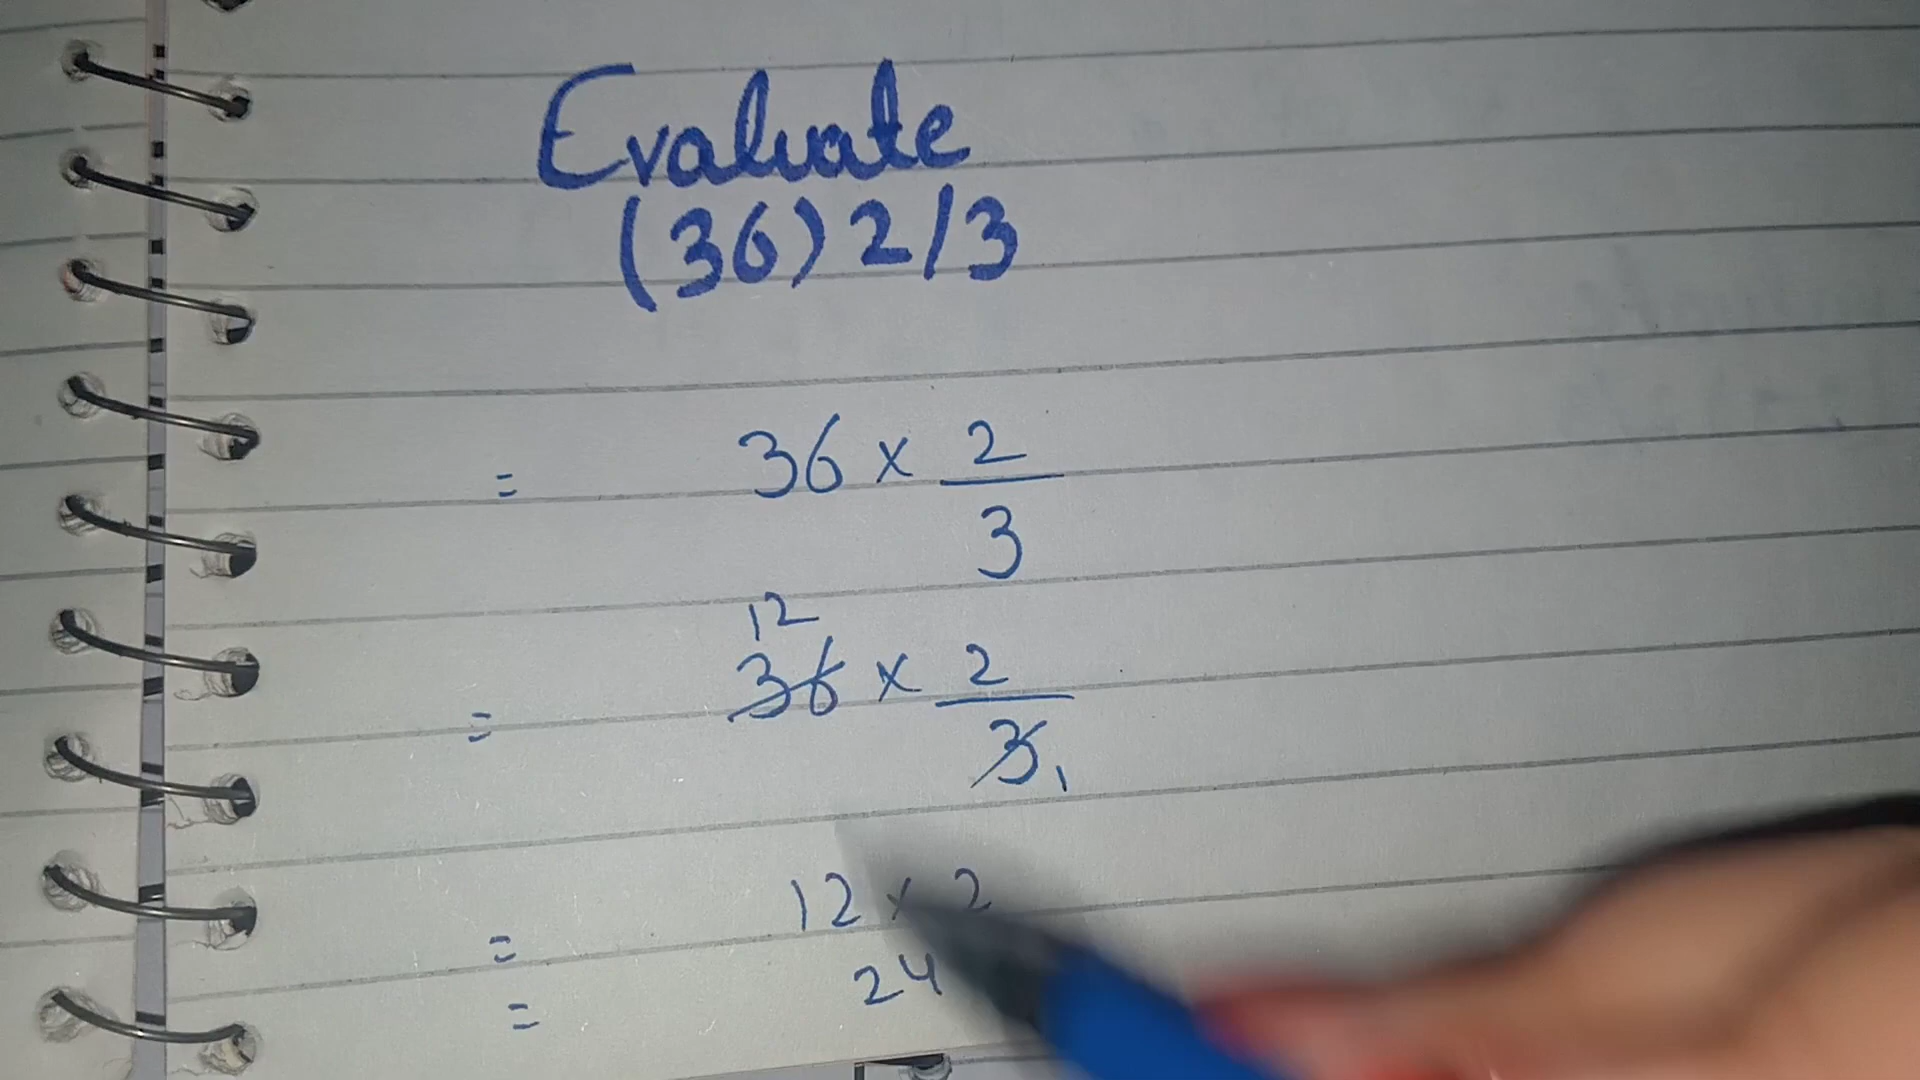 Evaluate
(36) 2/3
= 36 × 2/3
12
= 36 × 2/3 1
= 12 × 2
= 24